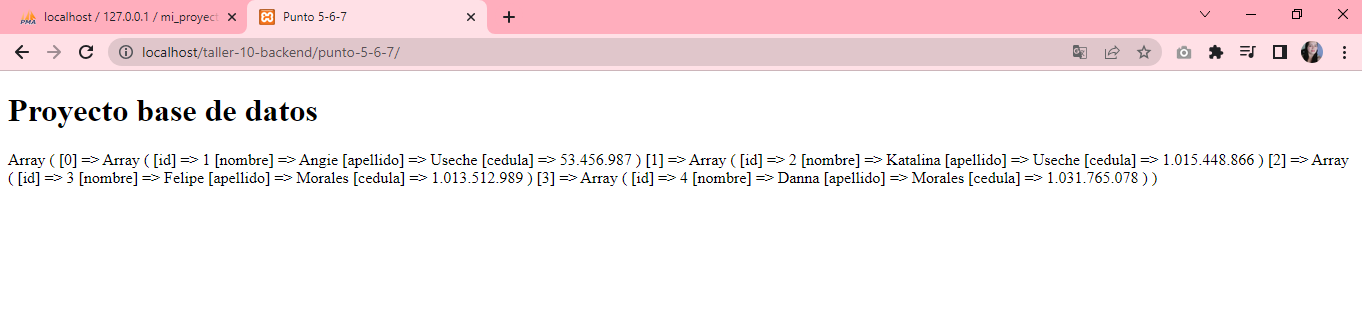 PMA localhost / 127.0.0.1 / mi_proyect
Punto 5-6-7
localhost/taller-10-backend/punto-5-6-7/
Proyecto base de datos
Array ( [0] => Array ( [id] => 1 [nombre] => Angie [apellido] => Useche [cedula] => 53.456.987 ) [1] => Array ( [id] => 2 [nombre] => Katalina [apellido] => Useche [cedula] => 1.015.448.866 ) [2] => Array
( [id] => 3 [nombre] => Felipe [apellido] => Morales [cedula] => 1.013.512.989 ) [3] => Array ( [id] => 4 [nombre] => Danna [apellido] => Morales [cedula] => 1.031.765.078 ) )